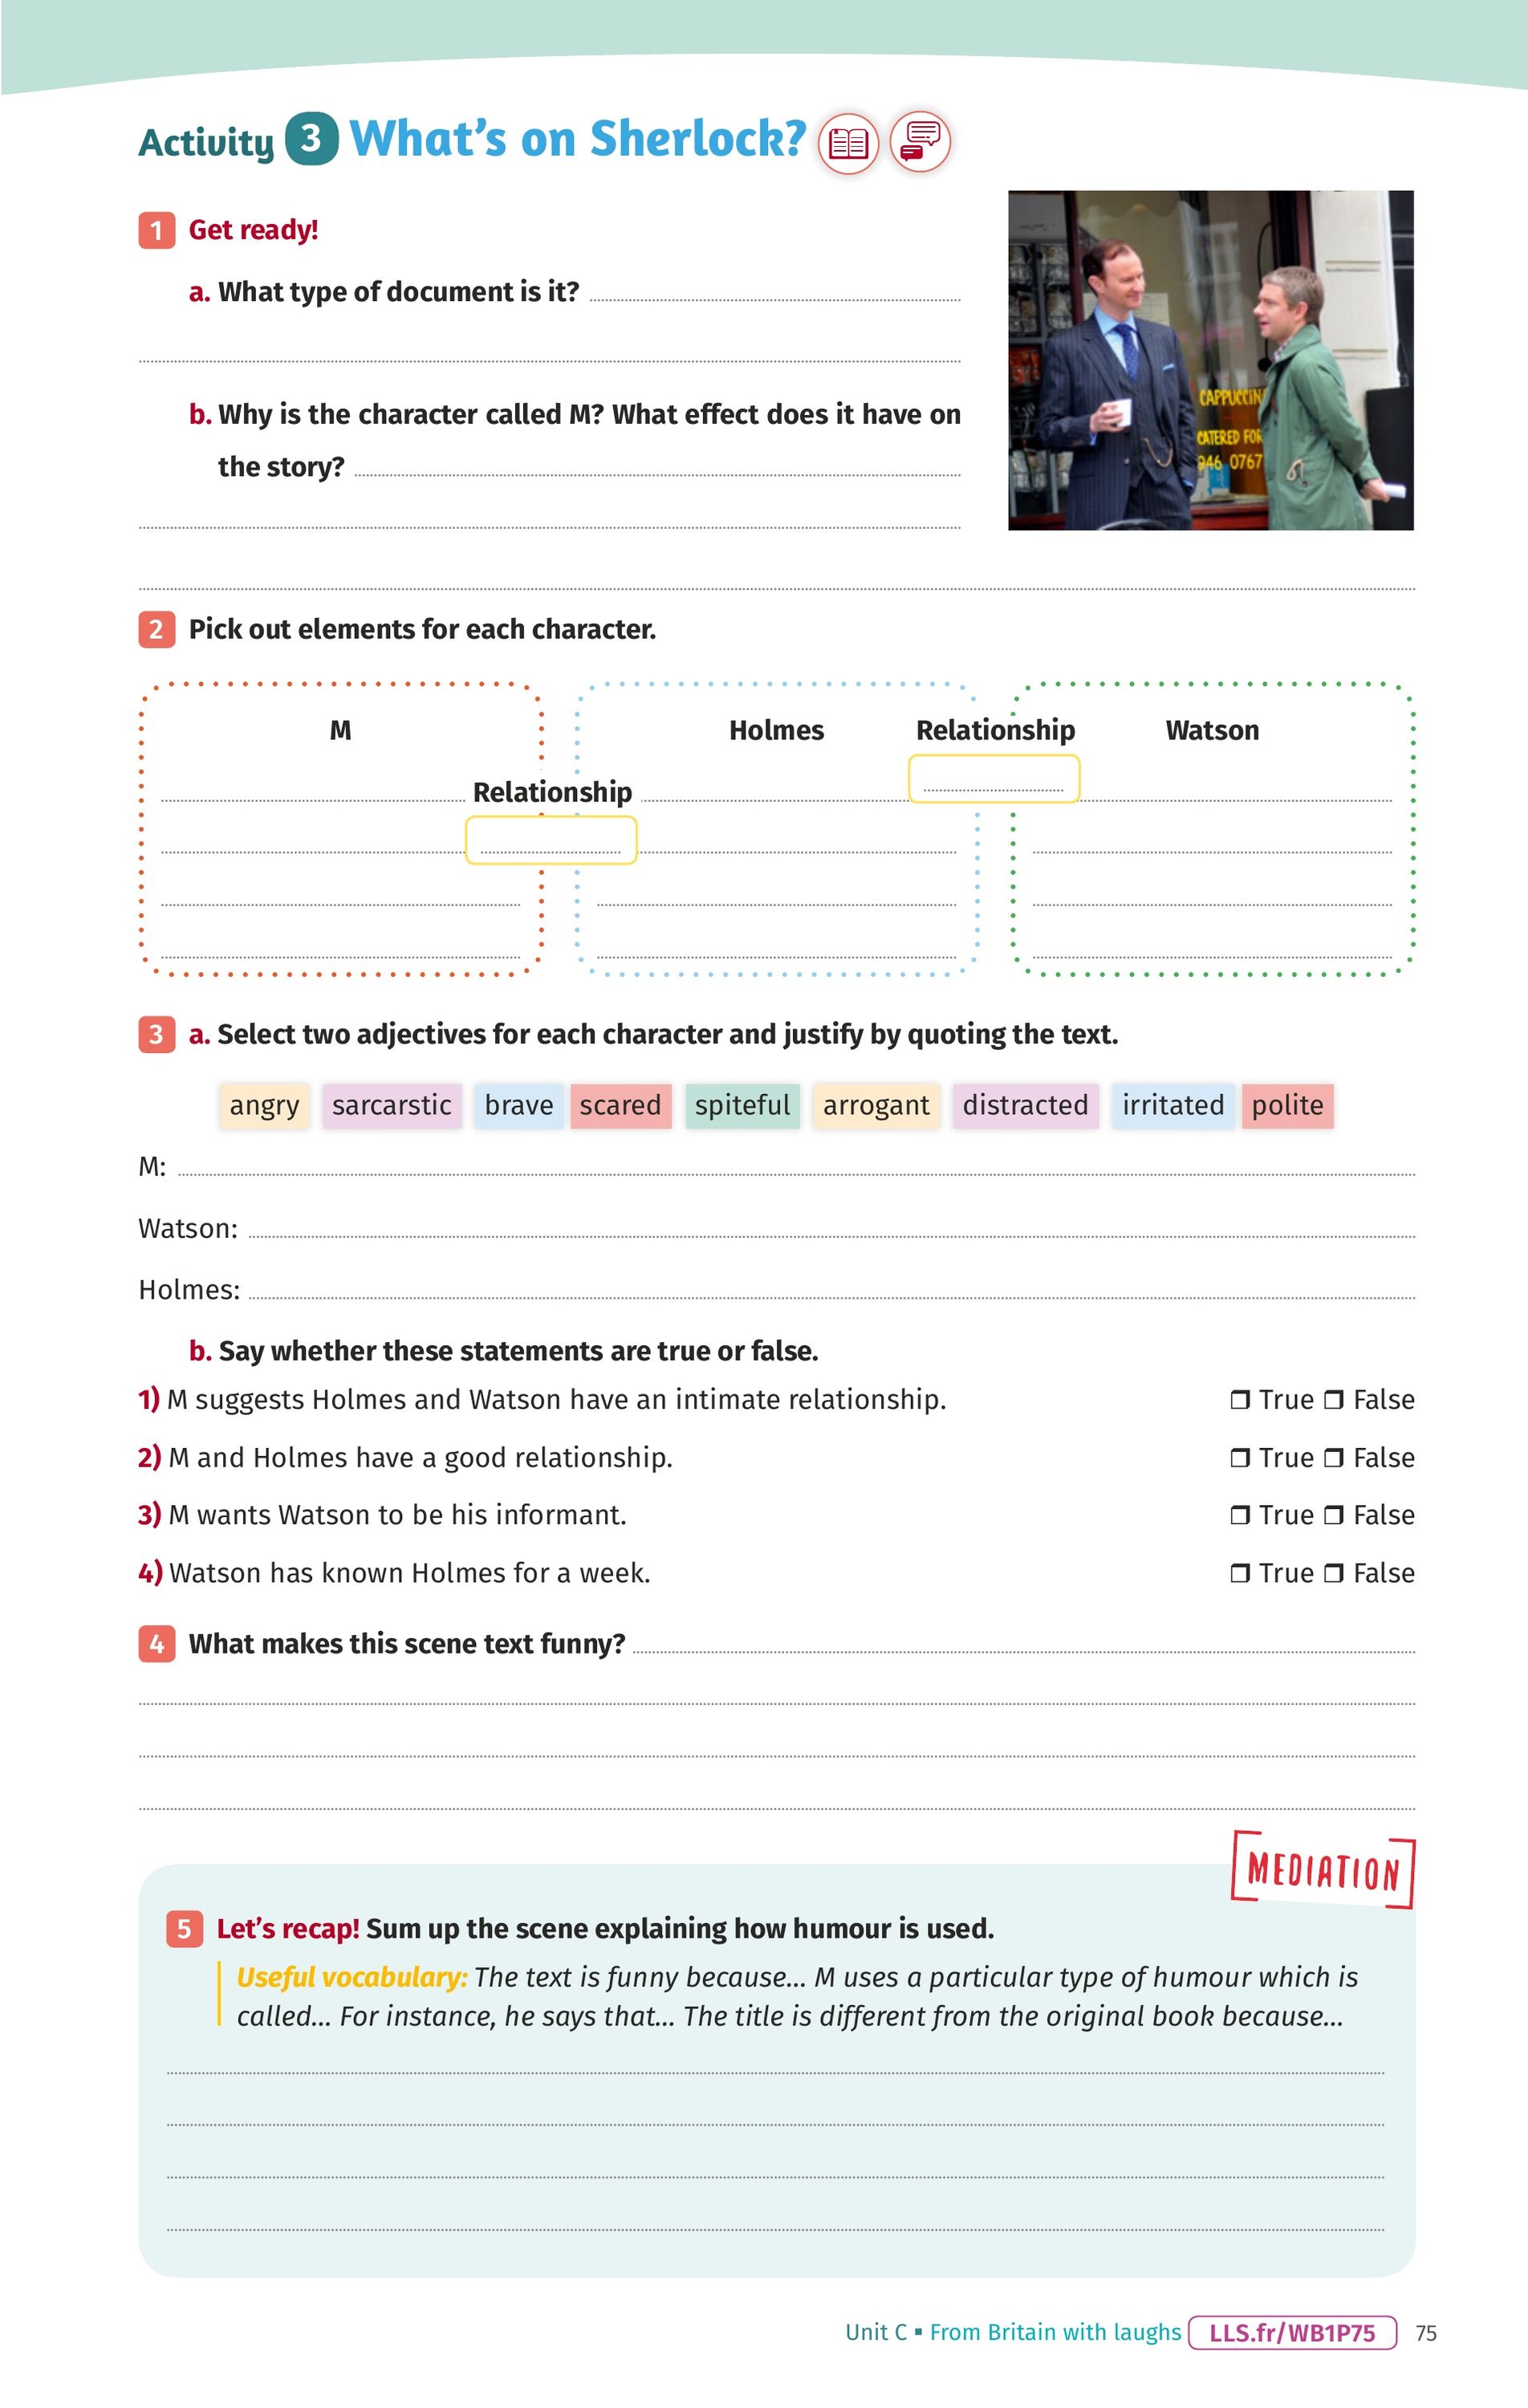 Activity 3 What's on Sherlock?
1 Get ready!
a. What type of document is it?
b. Why is the character called M? What effect does it have on
the story?
CAPPUCCIN
CATERED FOR
946 0767
2 Pick out elements for each character.
M
Holmes
Relationship
Watson
Relationship
3 a. Select two adjectives for each character and justify by quoting the text.
angry sarcarstic brave scared spiteful arrogant distracted irritated polite
M:
Watson:
Holmes:
b. Say whether these statements are true or false.
1) M suggests Holmes and Watson have an intimate relationship. ❒ True ❒ False
2) M and Holmes have a good relationship. ❒ True ❒ False
3) M wants Watson to be his informant. ❒ True ❒ False
4) Watson has known Holmes for a week. ❒ True ❒ False
4 What makes this scene text funny?
MEDIATION
5 Let's recap! Sum up the scene explaining how humour is used.
Useful vocabulary: The text is funny because... M uses a particular type of humour which is
called... For instance, he says that... The title is different from the original book because...
Unit C ▪ From Britain with laughs LLS.fr/WB1P75 75